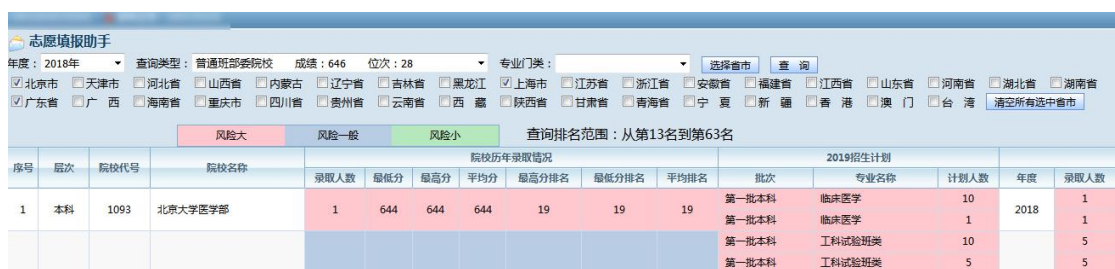 志愿填报助手
年度：2018年 查询类型：普通班部委院校 成绩：646 位次：28 专业门类： 选择省市 查 询
北京市 天津市 河北省 山西省 内蒙古 辽宁省 吉林省 黑龙江 上海市 江苏省 浙江省 安徽省 福建省 江西省 山东省 河南省 湖北省 湖南省
广东省 广 西 海南省 重庆市 四川省 贵州省 云南省 西 藏 陕西省 甘肃省 青海省 宁 夏 新 疆 香 港 澳 门 台 湾 清空所有选中省市
风险大 风险一般 风险小 查询排名范围：从第13名到第63名
序号 层次 院校代号 院校名称 院校历年录取情况 2019招生计划
录取人数 最低分 最高分 平均分 最高分排名 最低分排名 平均排名 批次 专业名称 计划人数 年度 录取人数
1 本科 1093 北京大学医学部 1 644 644 644 19 19 19 第一批本科 临床医学 10 2018 1
第一批本科 临床医学 1 1
第一批本科 工科试验班类 10 5
第一批本科 工科试验班类 5 5